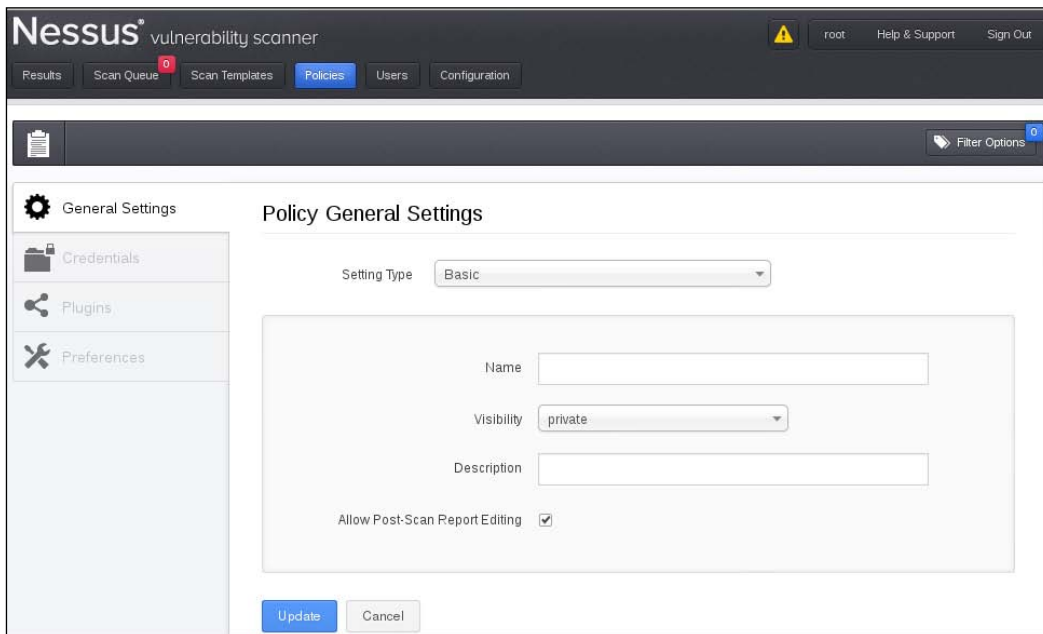 Nessus® vulnerability scanner
root Help & Support Sign Out
Results Scan Queue 0 Scan Templates Policies Users Configuration
Filter Options 0
General Settings
Credentials
Plugins
Preferences
Policy General Settings
Setting Type Basic
Name
Visibility private
Description
Allow Post-Scan Report Editing
Update Cancel